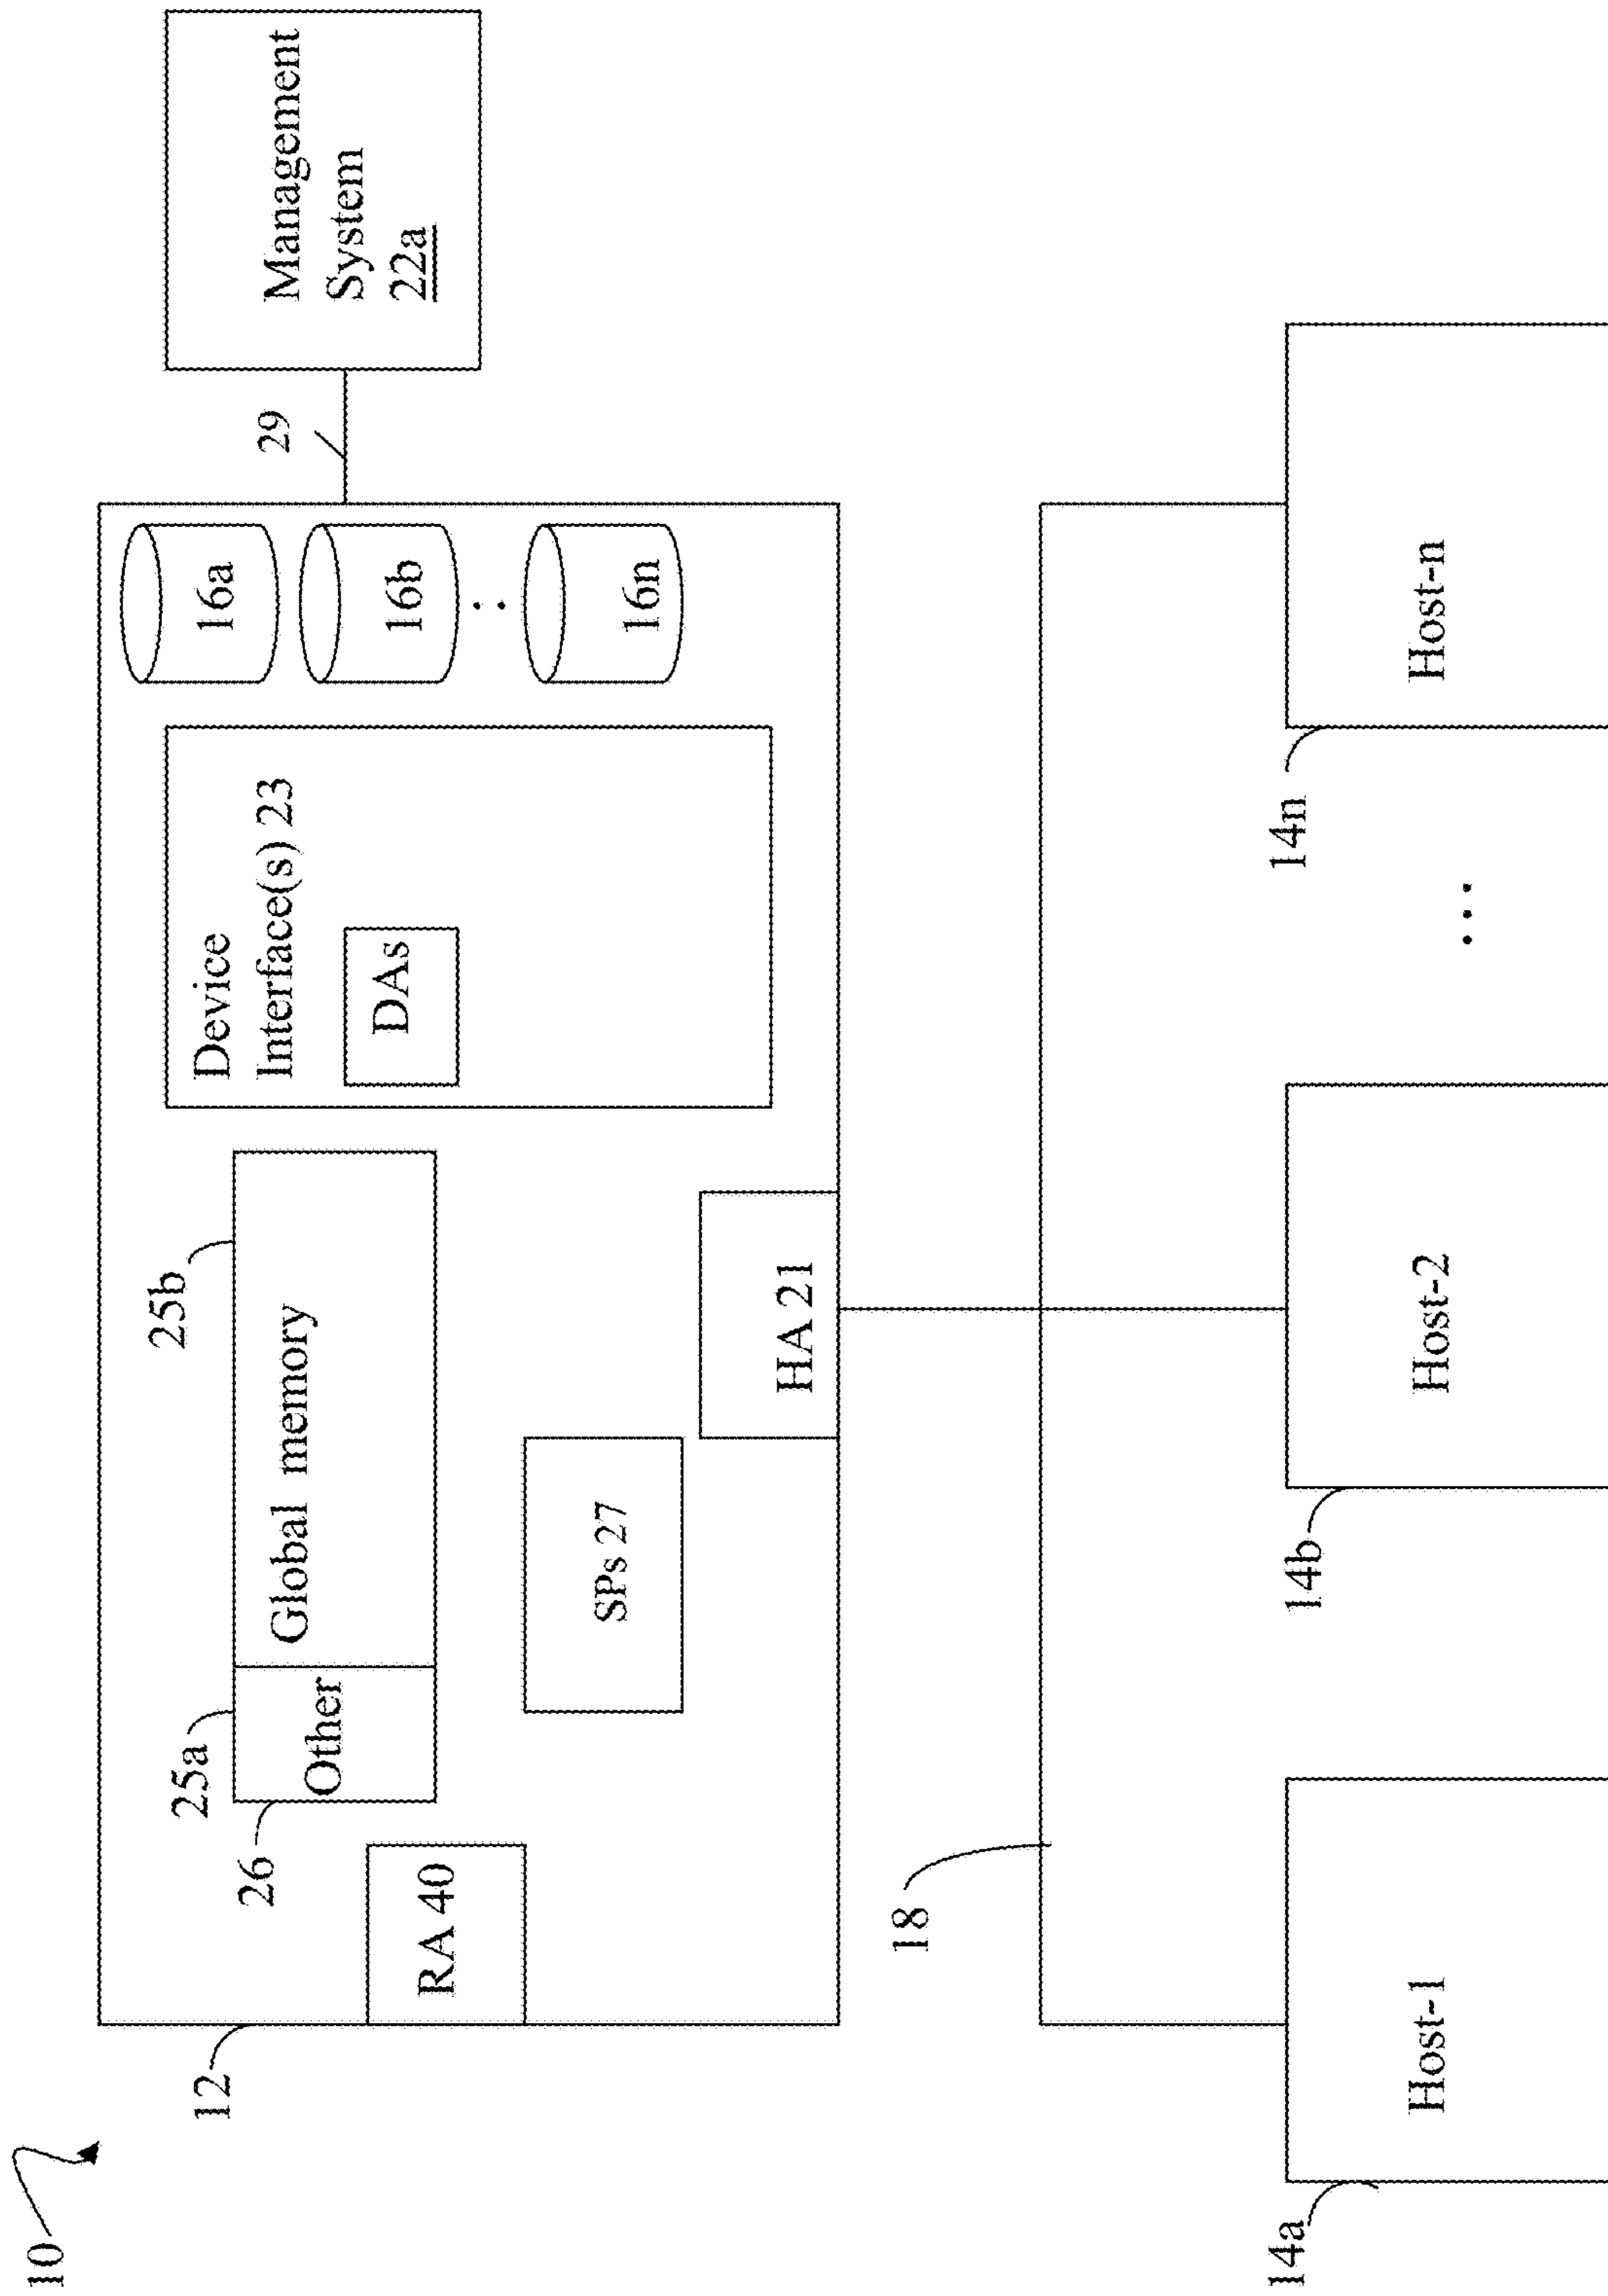 10
12
25a
25b
26
Other
Global memory
Device
Interface(s) 23
DAs
16a
16b
:
16n
29
Management
System
22a
RA 40
SPs 27
HA 21
18
14a
Host-1
14b
Host-2
...
14n
Host-n